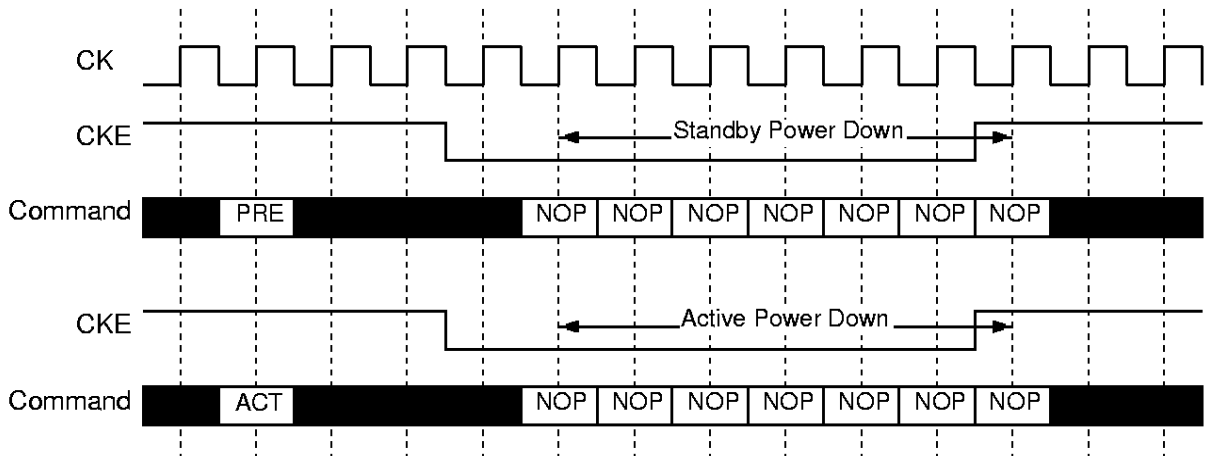 CK
CKE Standby Power Down
Command PRE NOP NOP NOP NOP NOP NOP NOP
CKE Active Power Down
Command ACT NOP NOP NOP NOP NOP NOP NOP